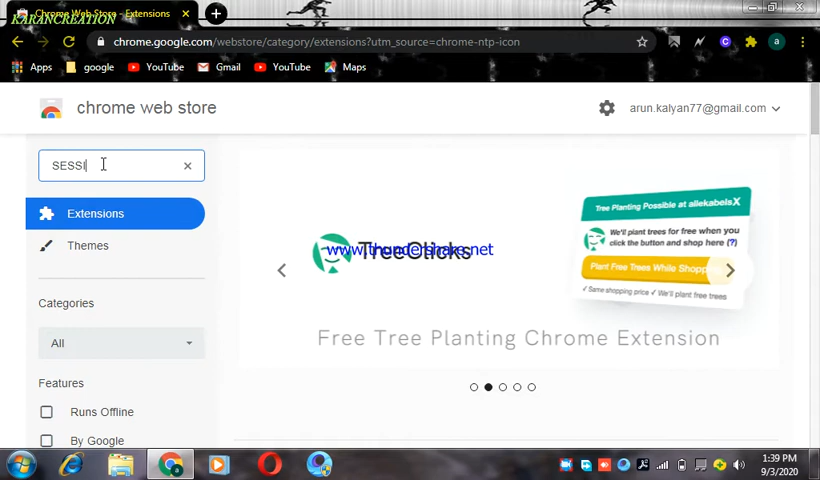 Chrome Web Store - Extensions
KARANCREATION
chrome.google.com/webstore/category/extensions?utm_source=chrome-ntp-icon
a
Apps google YouTube Gmail YouTube Maps
chrome web store
arun.kalyan77@gmail.com
SESSI
Extensions
Themes
Categories
All
Features
Runs Offline
By Google
TreeClicks
www.thundershare.net
Free Tree Planting Chrome Extension
Tree Planting Possible at allekabels X
We'll plant trees for free when you
click the button and shop here (?)
Plant Free Trees While Shopping
✓ Same shopping price ✓ We'll plant free trees
1:39 PM
9/3/2020